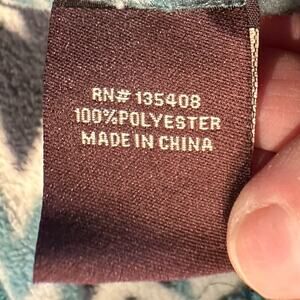 RN# 135408
100%POLYESTER
MADE IN CHINA